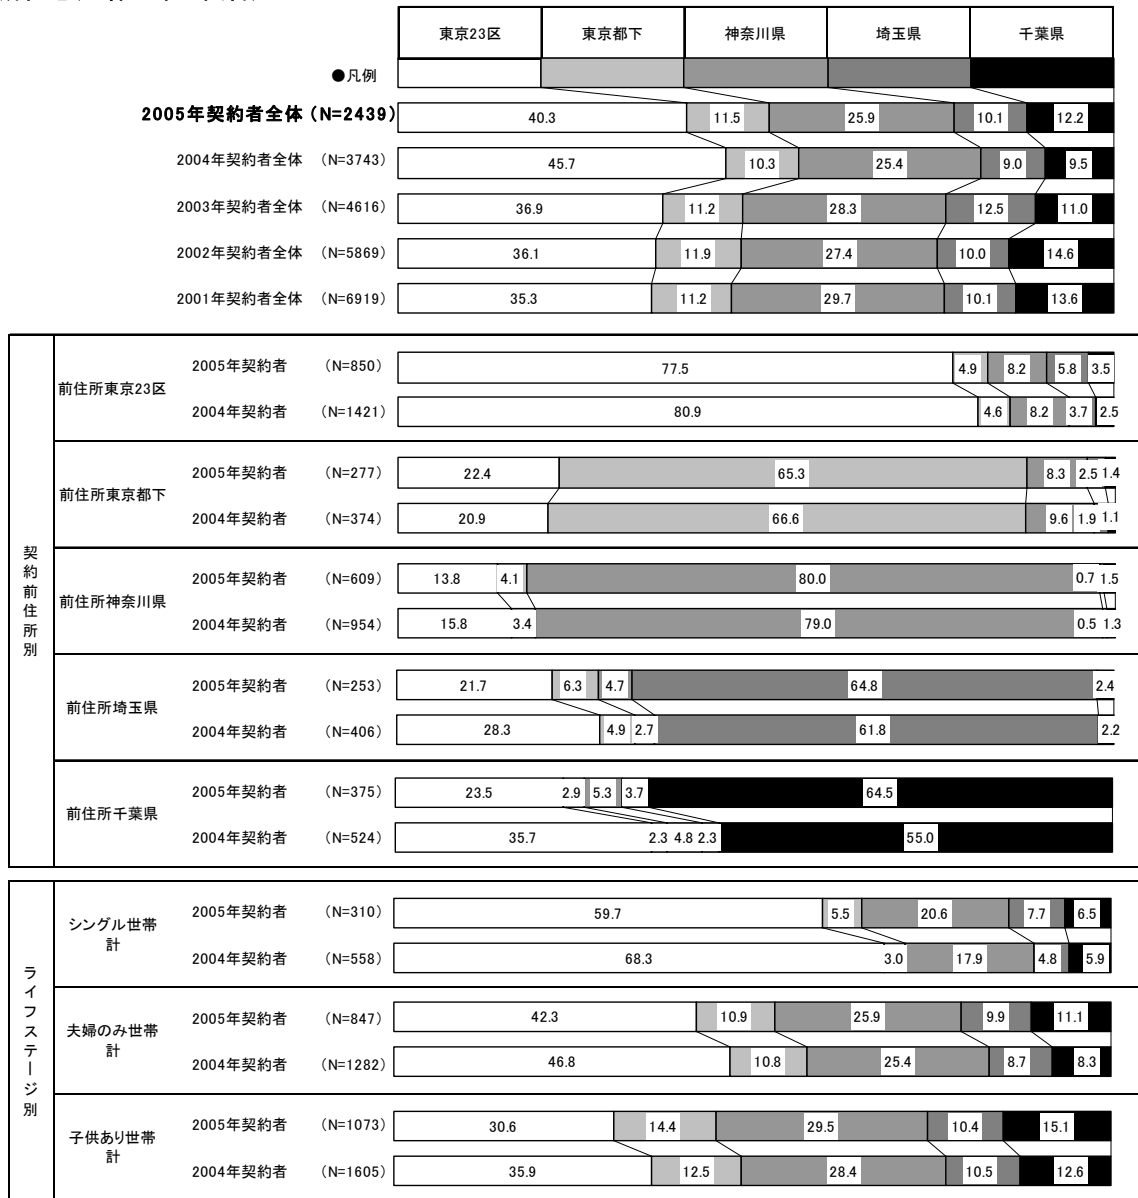 東京23区 東京都下 神奈川県 埼玉県 千葉県
●凡例
2005年契約者全体 (N=2439) 40.3 11.5 25.9 10.1 12.2
2004年契約者全体 (N=3743) 45.7 10.3 25.4 9.0 9.5
2003年契約者全体 (N=4616) 36.9 11.2 28.3 12.5 11.0
2002年契約者全体 (N=5869) 36.1 11.9 27.4 10.0 14.6
2001年契約者全体 (N=6919) 35.3 11.2 29.7 10.1 13.6
契約前住所別
前住所東京23区
2005年契約者 (N=850) 77.5 4.9 8.2 5.8 3.5
2004年契約者 (N=1421) 80.9 4.6 8.2 3.7 2.5
前住所東京都下
2005年契約者 (N=277) 22.4 65.3 8.3 2.5 1.4
2004年契約者 (N=374) 20.9 66.6 9.6 1.9 1.1
前住所神奈川県
2005年契約者 (N=609) 13.8 4.1 80.0 0.7 1.5
2004年契約者 (N=954) 15.8 3.4 79.0 0.5 1.3
前住所埼玉県
2005年契約者 (N=253) 21.7 6.3 4.7 64.8 2.4
2004年契約者 (N=406) 28.3 4.9 2.7 61.8 2.2
前住所千葉県
2005年契約者 (N=375) 23.5 2.9 5.3 3.7 64.5
2004年契約者 (N=524) 35.7 2.3 4.8 2.3 55.0
ライフステージ別
シングル世帯
計
2005年契約者 (N=310) 59.7 5.5 20.6 7.7 6.5
2004年契約者 (N=558) 68.3 3.0 17.9 4.8 5.9
夫婦のみ世帯
計
2005年契約者 (N=847) 42.3 10.9 25.9 9.9 11.1
2004年契約者 (N=1282) 46.8 10.8 25.4 8.7 8.3
子供あり世帯
計
2005年契約者 (N=1073) 30.6 14.4 29.5 10.4 15.1
2004年契約者 (N=1605) 35.9 12.5 28.4 10.5 12.6